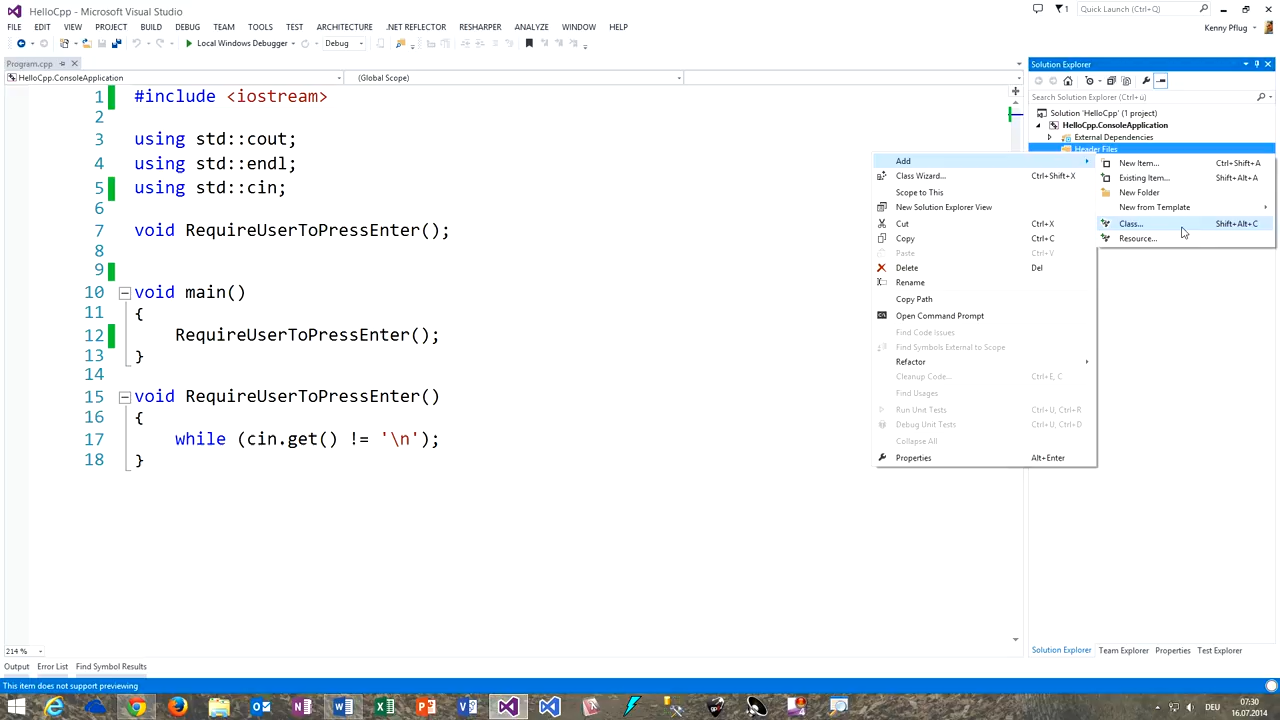 HelloCpp - Microsoft Visual Studio
1
Quick Launch (Ctrl+Q)
FILE EDIT VIEW PROJECT BUILD DEBUG TEAM TOOLS TEST ARCHITECTURE .NET REFLECTOR RESHARPER ANALYZE WINDOW HELP
Kenny Pflug
Local Windows Debugger Debug
Program.cpp
HelloCpp.ConsoleApplication (Global Scope)
1 #include <iostream>
2
3 using std::cout;
4 using std::endl;
5 using std::cin;
6
7 void RequireUserToPressEnter();
8
9
10 void main()
11 {
12 RequireUserToPressEnter();
13 }
14
15 void RequireUserToPressEnter()
16 {
17 while (cin.get() != '\n');
18 }
Solution Explorer
Search Solution Explorer (Ctrl+ü)
Solution 'HelloCpp' (1 project)
HelloCpp.ConsoleApplication
External Dependencies
Header Files
Add
Class Wizard... Ctrl+Shift+X
Scope to This
New Solution Explorer View
Cut Ctrl+X
Copy Ctrl+C
Paste Ctrl+V
Delete Del
Rename
Copy Path
Open Command Prompt
Find Code Issues
Find Symbols External to Scope
Refactor
Cleanup Code... Ctrl+E, C
Find Usages
Run Unit Tests Ctrl+U, Ctrl+R
Debug Unit Tests Ctrl+U, Ctrl+D
Collapse All
Properties Alt+Enter
New Item... Ctrl+Shift+A
Existing Item... Shift+Alt+A
New Folder
New from Template
Class... Shift+Alt+C
Resource...
214 %
Solution Explorer Team Explorer Properties Test Explorer
Output Error List Find Symbol Results
This item does not support previewing
4
DEU
07:30
16.07.2014